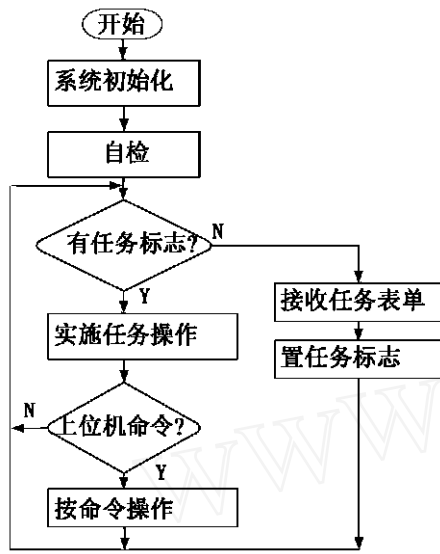 开始
系统初始化
自检
有任务标志?
N
Y
接收任务表单
实施任务操作
置任务标志
N
上位机命令?
Y
按命令操作
www